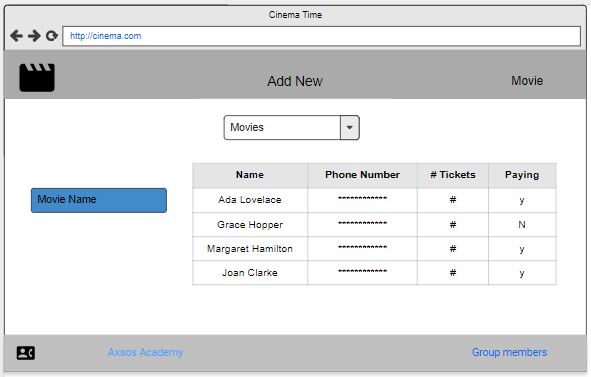 Cinema Time
http://cinema.com
Add New Movie
Movies
Name Phone Number # Tickets Paying
Movie Name
Ada Lovelace ************ # y
Grace Hopper ************ # N
Margaret Hamilton ************ # y
Joan Clarke ************ # y
Axsos Academy Group members